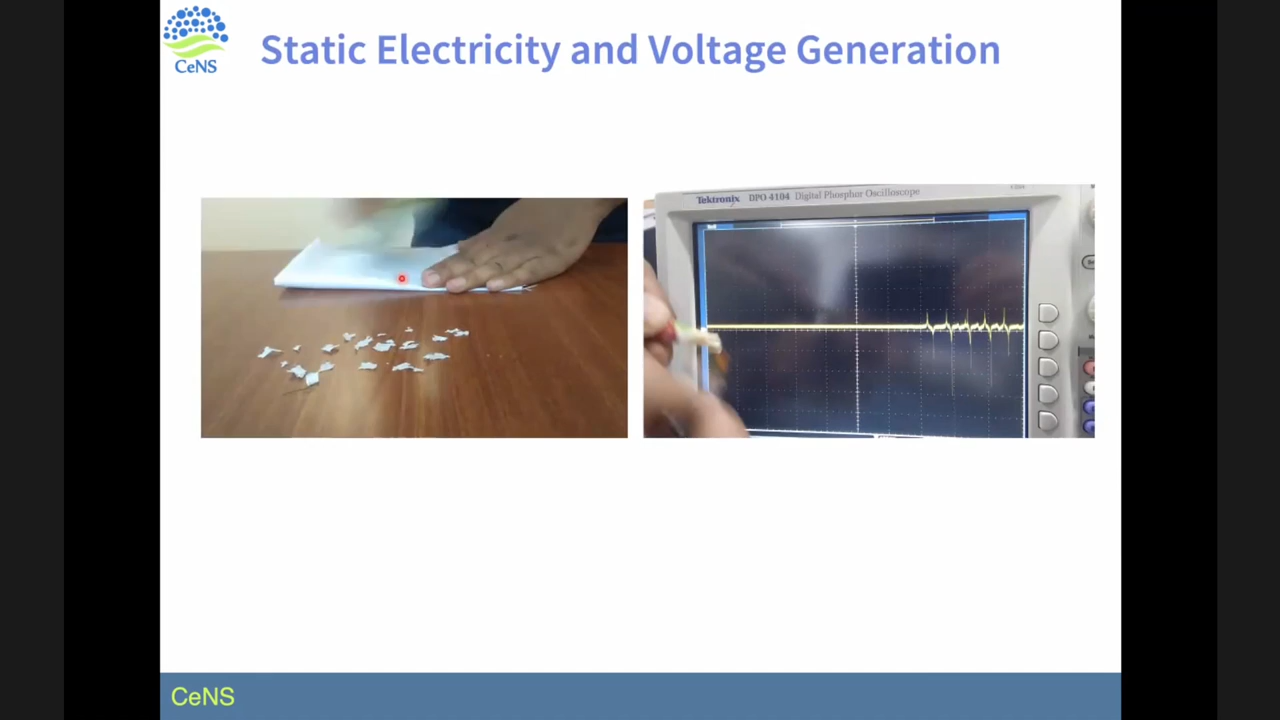 CeNS
Static Electricity and Voltage Generation
Tektronix DPO 4104 Digital Phosphor Oscilloscope
CeNS